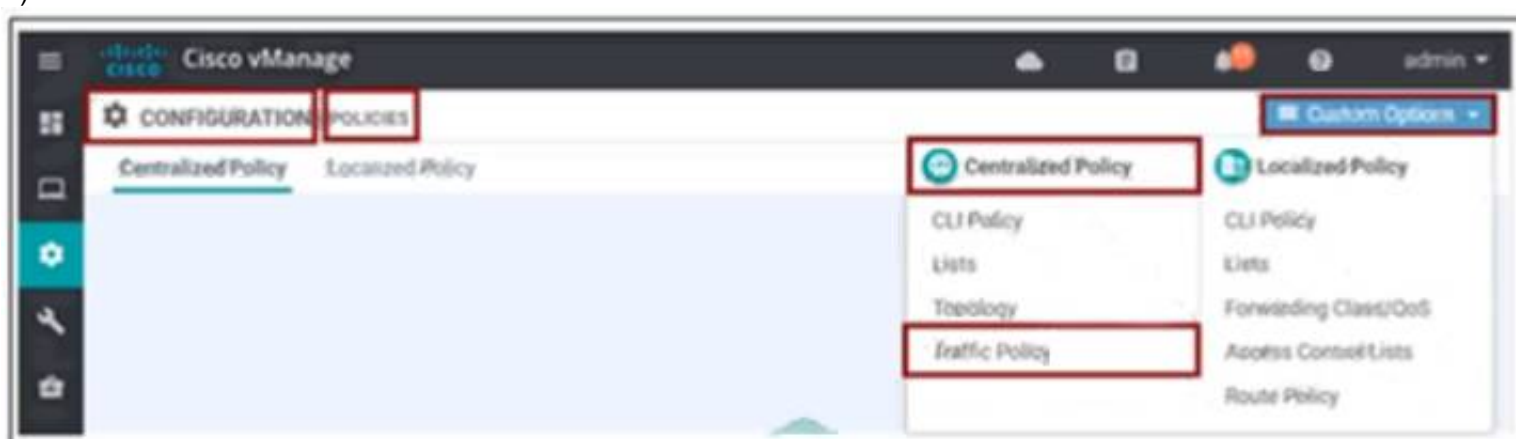 CISCO Cisco vManage admin
CONFIGURATION POLICIES Custom Options
Centralized Policy Localized Policy
Centralized Policy Localized Policy
CLI Policy CLI Policy
Lists Lists
Topology Forwarding Class/QoS
Traffic Policy Access Control Lists
Route Policy